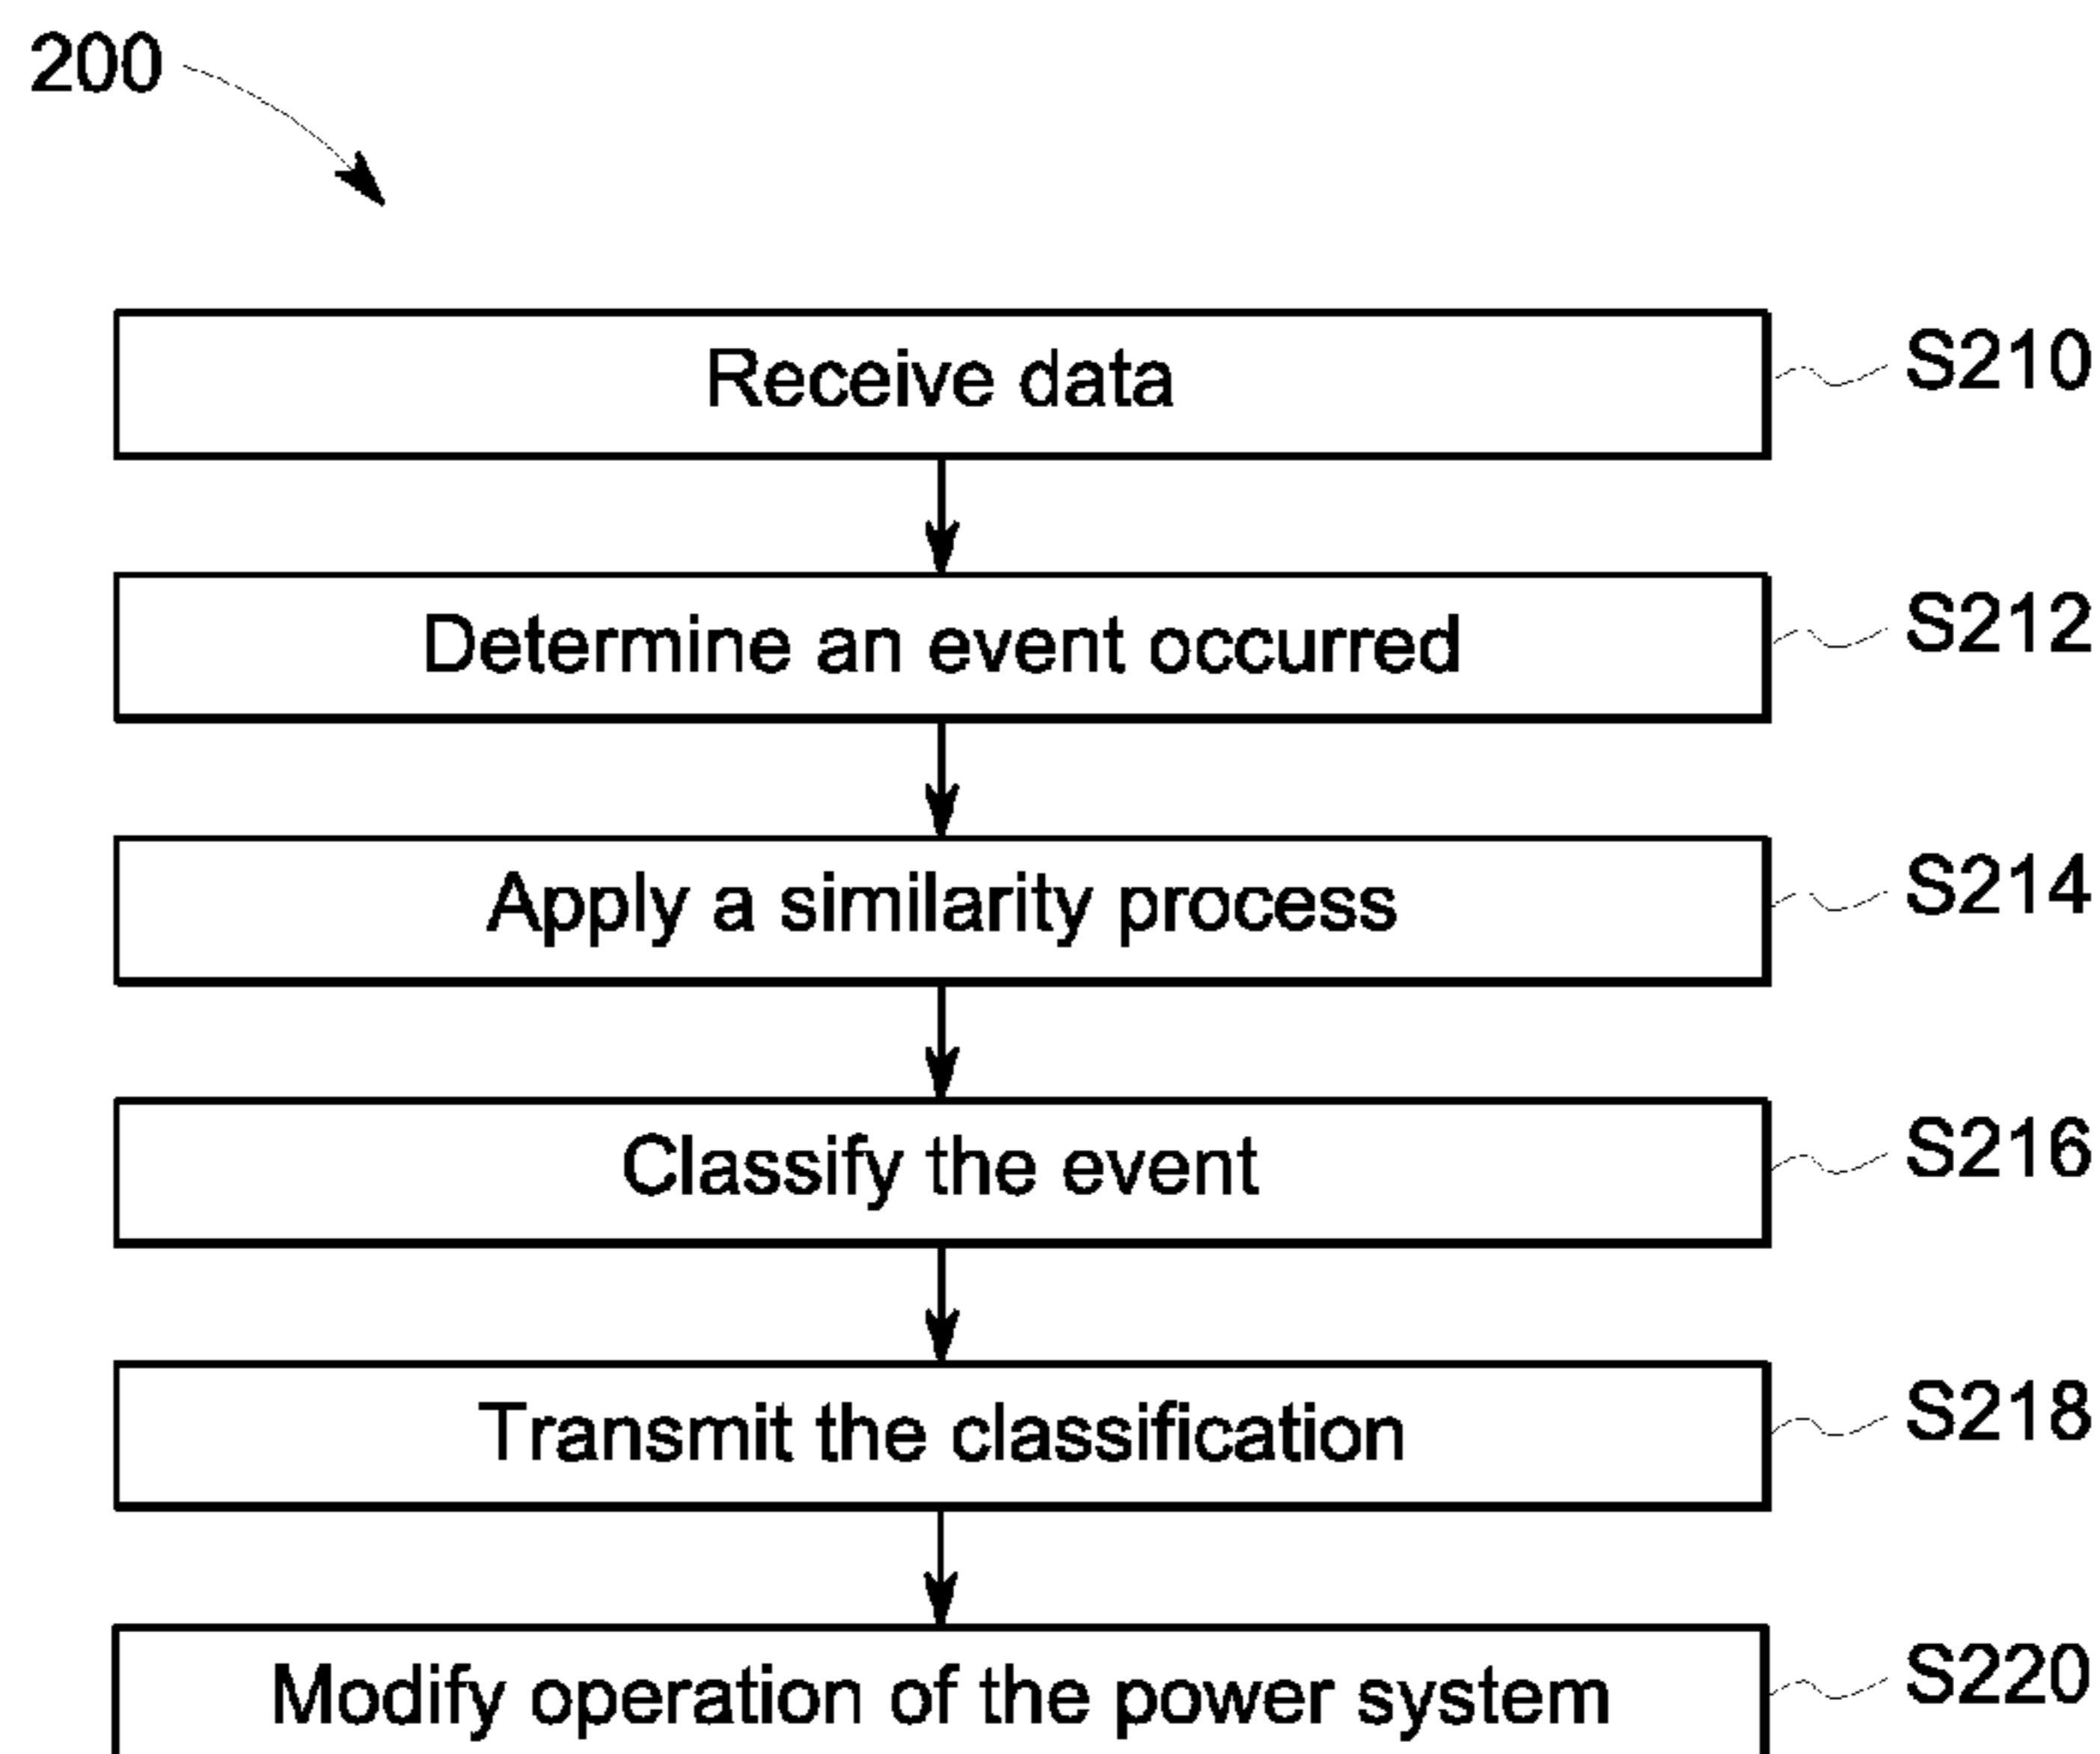 200
Receive data S210
Determine an event occurred S212
Apply a similarity process S214
Classify the event S216
Transmit the classification S218
Modify operation of the power system S220